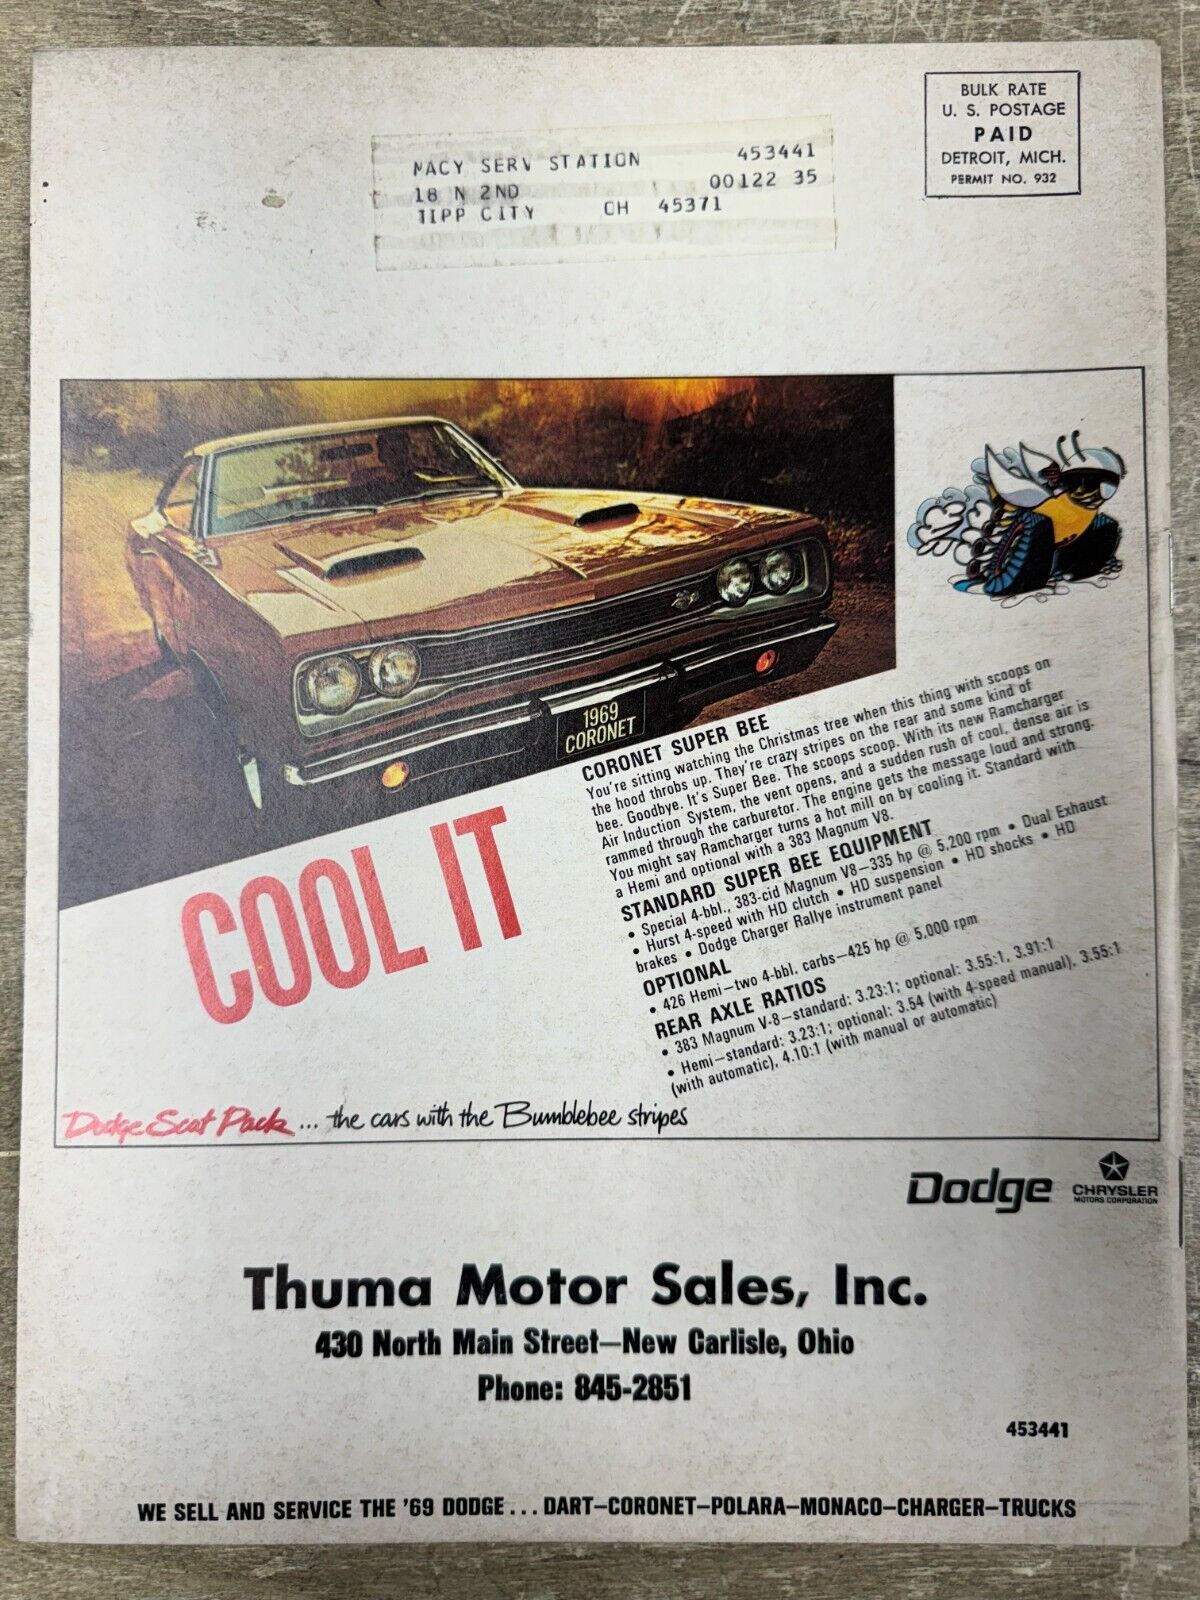 BULK RATE
U. S. POSTAGE
PAID
DETROIT, MICH.
PERMIT NO. 932
MACY SERV STATION 453441
18 N 2ND 00122 35
TIPP CITY OH 45371
1969
CORONET
COOL IT
CORONET SUPER BEE
You're sitting watching the Christmas tree when this thing with scoops on
the hood throbs up. They're crazy stripes on the rear and some kind of
bee. Goodbye. It's Super Bee. The scoops scoop. With its new Ramcharger
Air Induction System, the vent opens, and a sudden rush of cool, dense air is
rammed through the carburetor. The engine gets the message loud and strong.
You might say Ramcharger turns a hot mill on by cooling it. Standard with
a Hemi and optional with a 383 Magnum V8.
STANDARD SUPER BEE EQUIPMENT
• Special 4-bbl., 383-cid Magnum V8—335 hp @ 5,200 rpm • Dual Exhaust
• Hurst 4-speed with HD clutch • HD suspension • HD shocks • HD
brakes • Dodge Charger Rallye instrument panel
OPTIONAL
• 426 Hemi—two 4-bbl. carbs—425 hp @ 5,000 rpm
REAR AXLE RATIOS
• 383 Magnum V-8—standard: 3.23:1; optional: 3.55:1, 3.91:1
• Hemi—standard: 3.23:1; optional: 3.54 (with 4-speed manual), 3.55:1
(with automatic), 4.10:1 (with manual or automatic)
Dodge Scat Pack ... the cars with the Bumblebee stripes
Dodge CHRYSLER
MOTORS CORPORATION
Thuma Motor Sales, Inc.
430 North Main Street—New Carlisle, Ohio
Phone: 845-2851
453441
WE SELL AND SERVICE THE '69 DODGE . . . DART—CORONET—POLARA—MONACO—CHARGER—TRUCKS